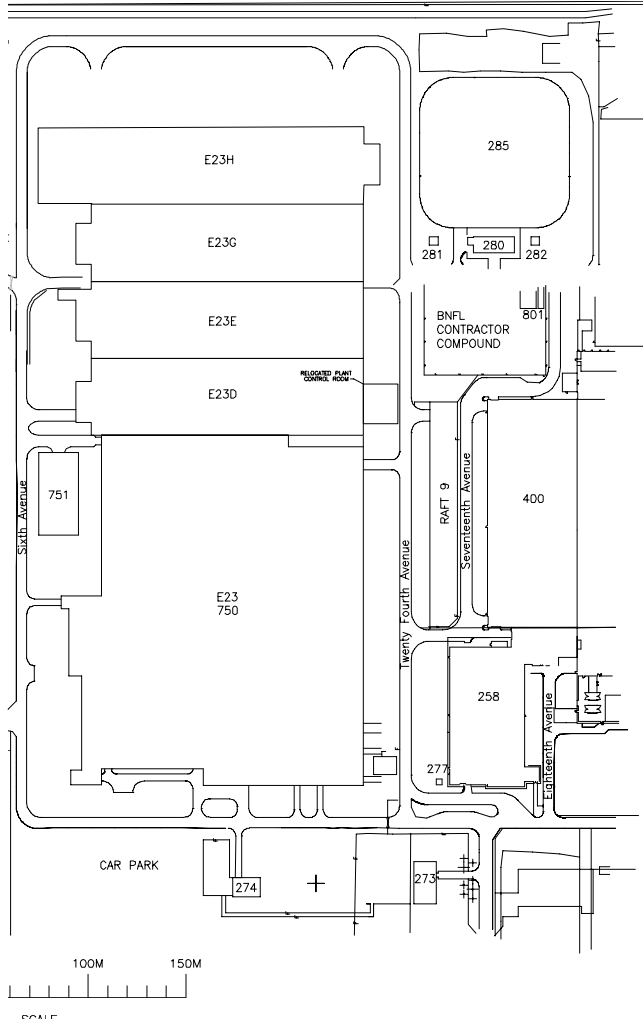 E23H
285
E23G
281
280
282
E23E
BNFL
CONTRACTOR
COMPOUND
801
RELOCATED PLANT
CONTROL ROOM
E23D
751
Sixth Avenue
RAFT 9
Seventeenth Avenue
400
E23
750
Twenty Fourth Avenue
258
Eighteenth Avenue
277
CAR PARK
274
273
100M
150M
SCALE